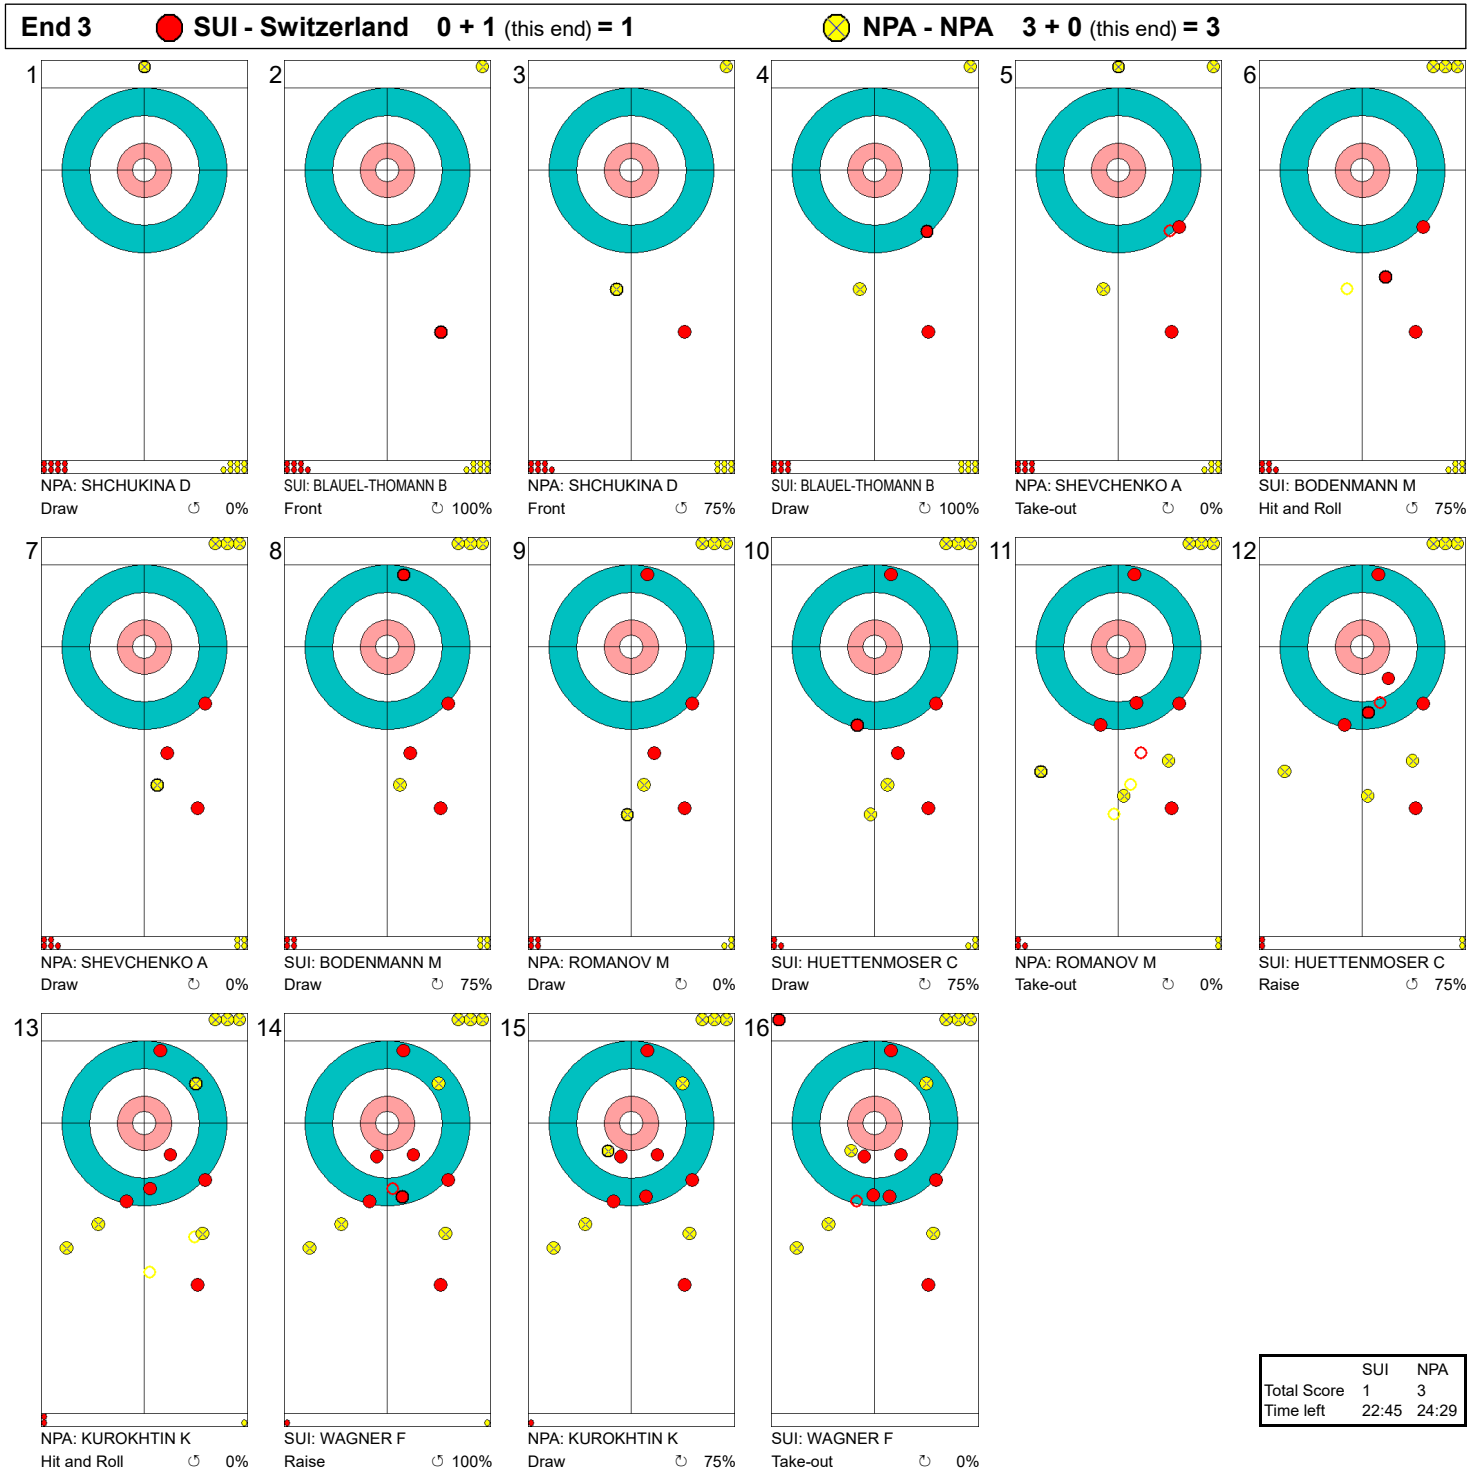 End 3 SUI - Switzerland 0 + 1 (this end) = 1 NPA - NPA 3 + 0 (this end) = 3
1 2 3 4 5 6
NPA: SHCHUKINA D SUI: BLAUEL-THOMANN B NPA: SHCHUKINA D SUI: BLAUEL-THOMANN B NPA: SHEVCHENKO A SUI: BODENMANN M
Draw ↺ 0% Front ↻ 100% Front ↺ 75% Draw ↻ 100% Take-out ↻ 0% Hit and Roll ↺ 75%
7 8 9 10 11 12
NPA: SHEVCHENKO A SUI: BODENMANN M NPA: ROMANOV M SUI: HUETTENMOSER C NPA: ROMANOV M SUI: HUETTENMOSER C
Draw ↻ 0% Draw ↻ 75% Draw ↻ 0% Draw ↻ 75% Take-out ↻ 0% Raise ↺ 75%
13 14 15 16
NPA: KUROKHTIN K SUI: WAGNER F NPA: KUROKHTIN K SUI: WAGNER F
Hit and Roll ↺ 0% Raise ↺ 100% Draw ↻ 75% Take-out ↻ 0%
SUI NPA
Total Score 1 3
Time left 22:45 24:29